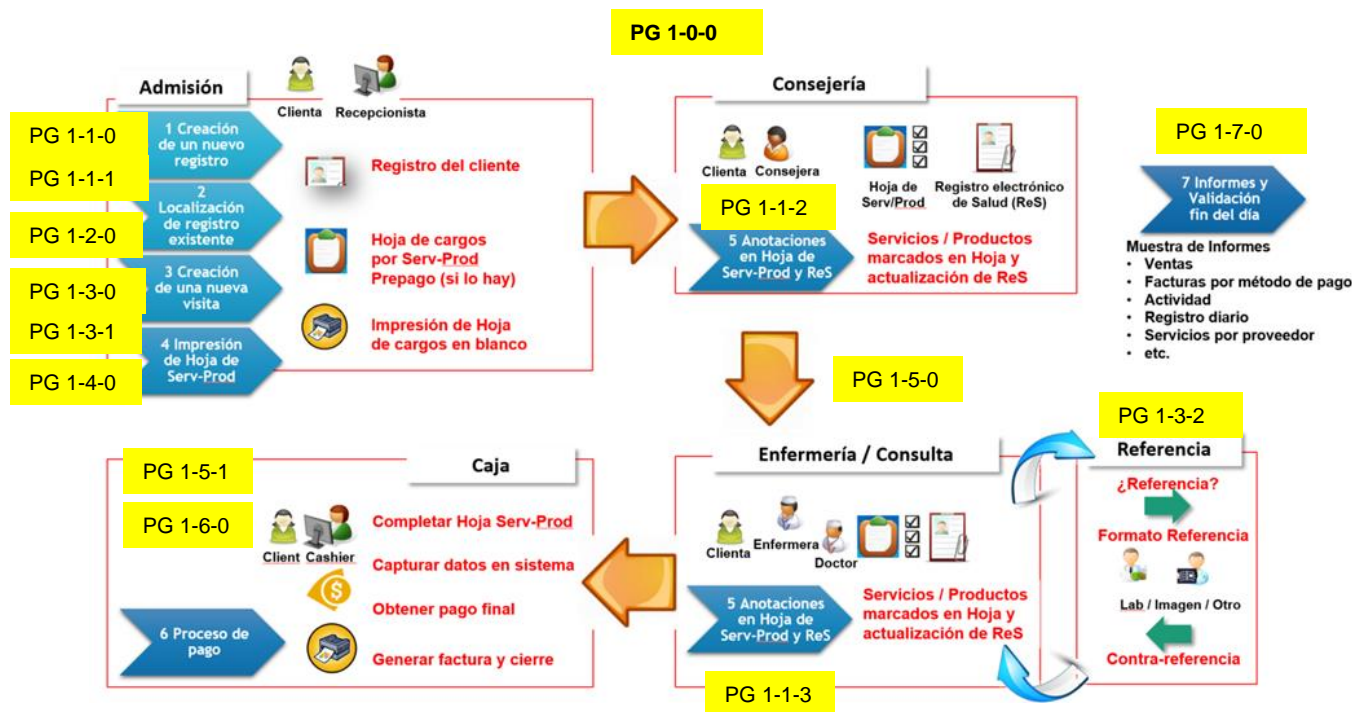 PG 1-0-0
Admisión
Clienta
Recepcionista
PG 1-1-0
PG 1-1-1
PG 1-2-0
PG 1-3-0
PG 1-3-1
PG 1-4-0
1 Creación
de un nuevo
registro
2
Localización
de registro
existente
3 Creación
de una nueva
visita
4 Impresión
de Hoja de
Serv-Prod
Registro del cliente
Hoja de cargos
por Serv-Prod
Prepago (si lo hay)
Impresión de Hoja
de cargos en blanco
Consejería
Clienta
Consejera
Hoja de
Serv/Prod
Registro electrónico
de Salud (ReS)
PG 1-1-2
5 Anotaciones
en Hoja de
Serv-Prod y ReS
Servicios / Productos
marcados en Hoja y
actualización de ReS
PG 1-7-0
7 Informes y
Validación
fin del día
Muestra de Informes
• Ventas
• Facturas por método de pago
• Actividad
• Registro diario
• Servicios por proveedor
• etc.
PG 1-5-0
PG 1-3-2
Referencia
¿Referencia?
Formato Referencia
Lab / Imagen / Otro
Contra-referencia
Enfermería / Consulta
Clienta
Enfermera
Doctor
5 Anotaciones
en Hoja de
Serv-Prod y ReS
Servicios / Productos
marcados en Hoja y
actualización de ReS
PG 1-1-3
Caja
PG 1-5-1
PG 1-6-0
Client
Cashier
Completar Hoja Serv-Prod
Capturar datos en sistema
Obtener pago final
Generar factura y cierre
6 Proceso de
pago